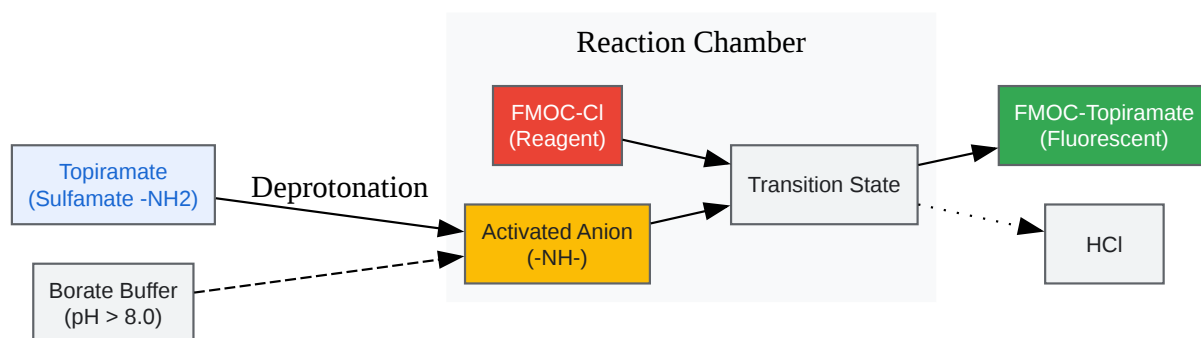 Reaction Chamber
FMOC-Cl
(Reagent)
FMOC-Topiramate
(Fluorescent)
Topiramate
(Sulfamate -NH2)
Deprotonation
Transition State
Activated Anion
(-NH-)
HCl
Borate Buffer
(pH > 8.0)